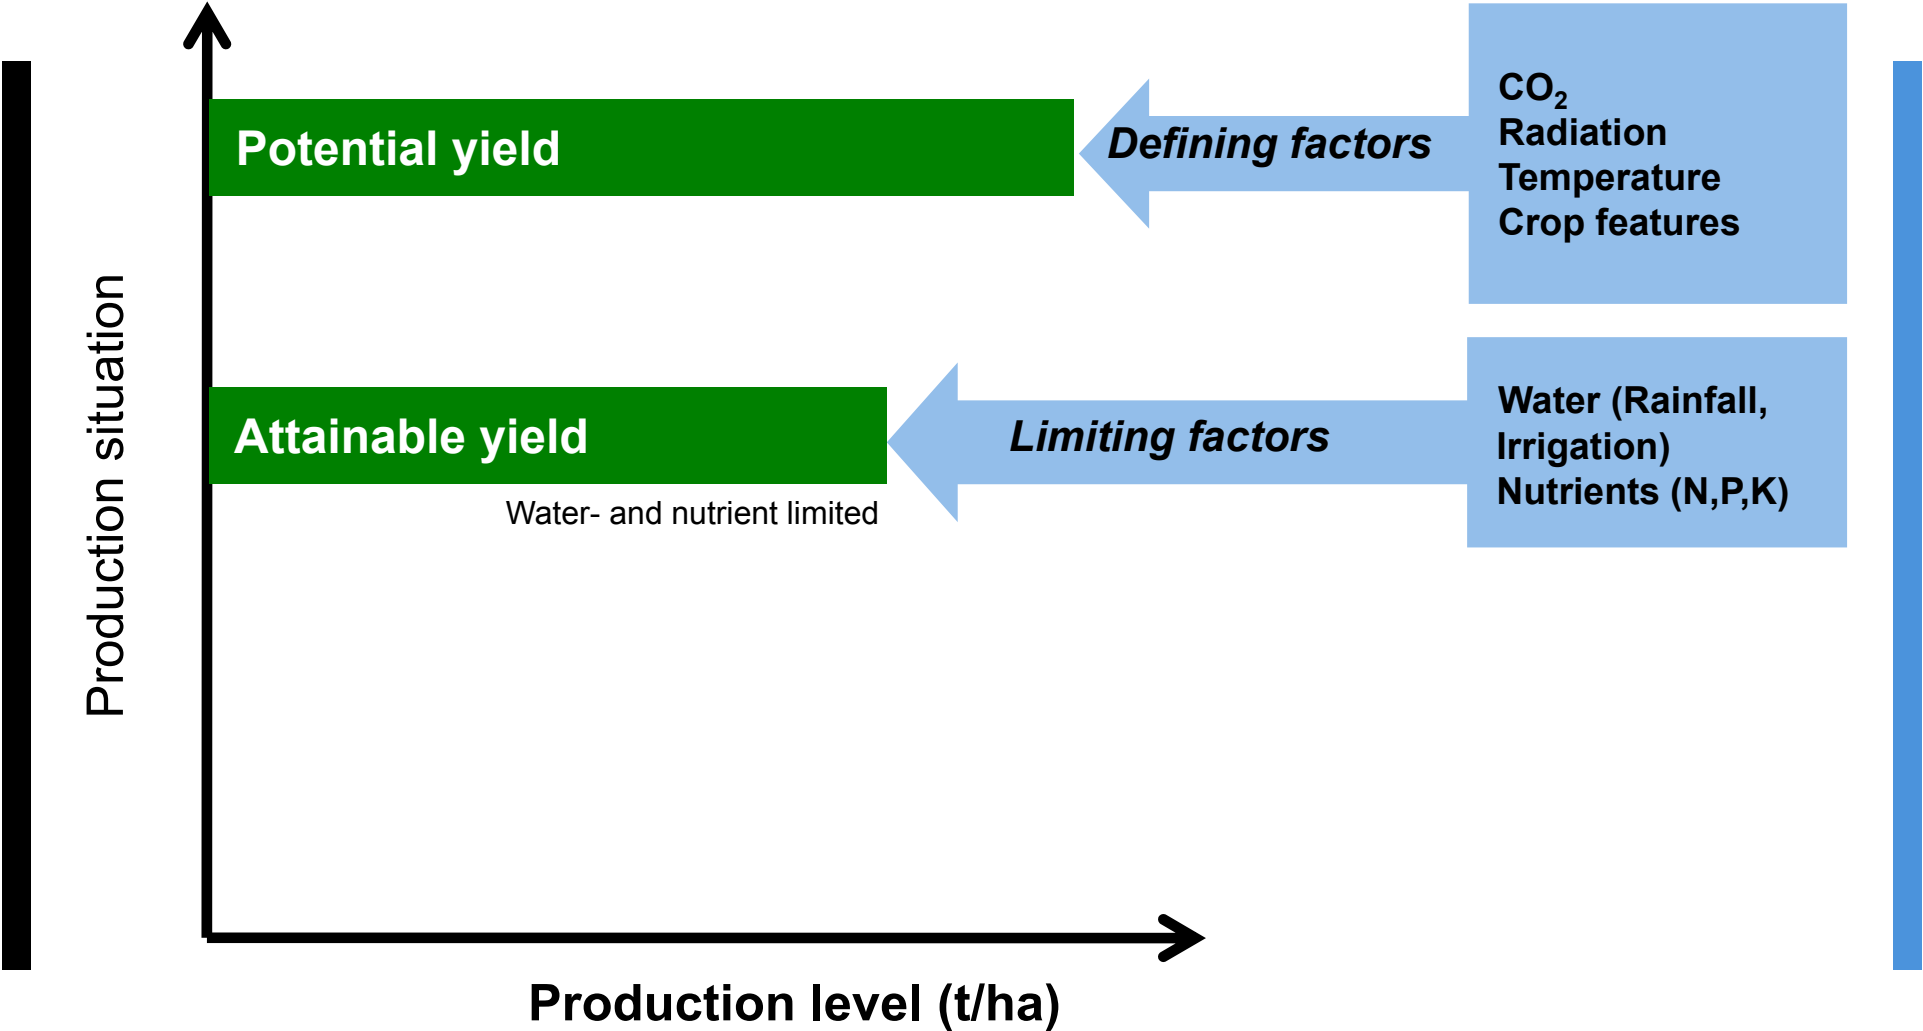 Potential yield
Defining factors
CO₂
Radiation
Temperature
Crop features
Production situation
Attainable yield
Limiting factors
Water (Rainfall,
Irrigation)
Nutrients (N,P,K)
Water- and nutrient limited
Production level (t/ha)